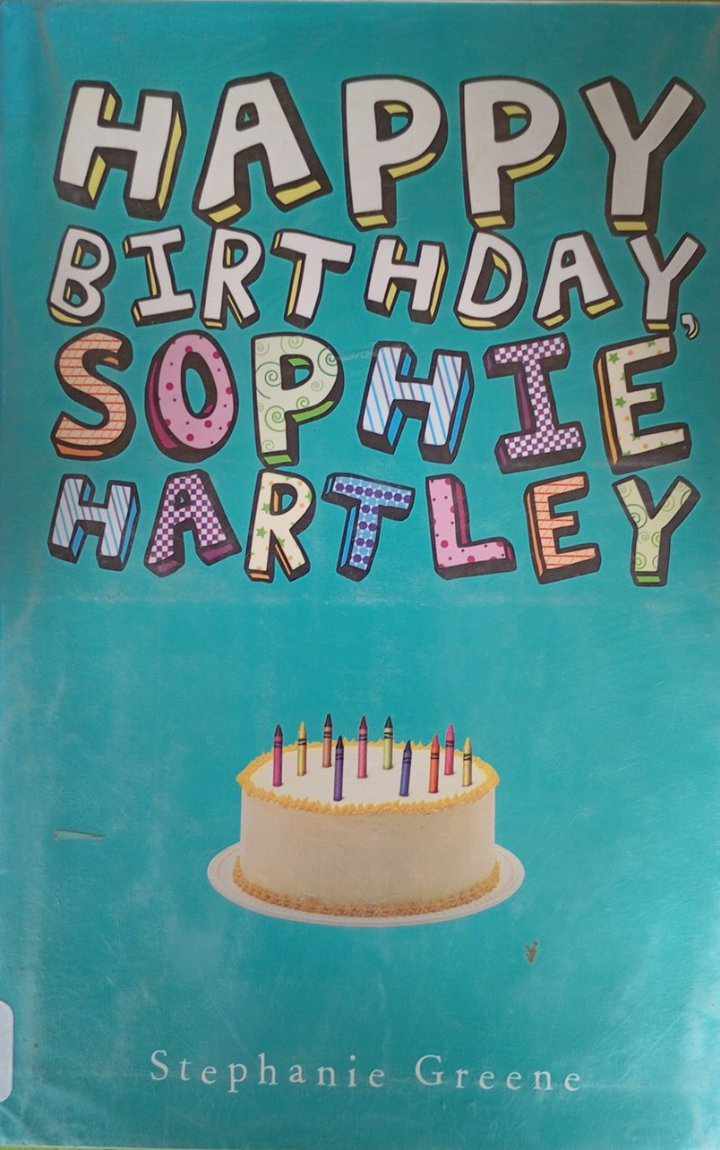 HAPPY
BIRTHDAY,
SOPHIE
HARTLEY
Stephanie Greene